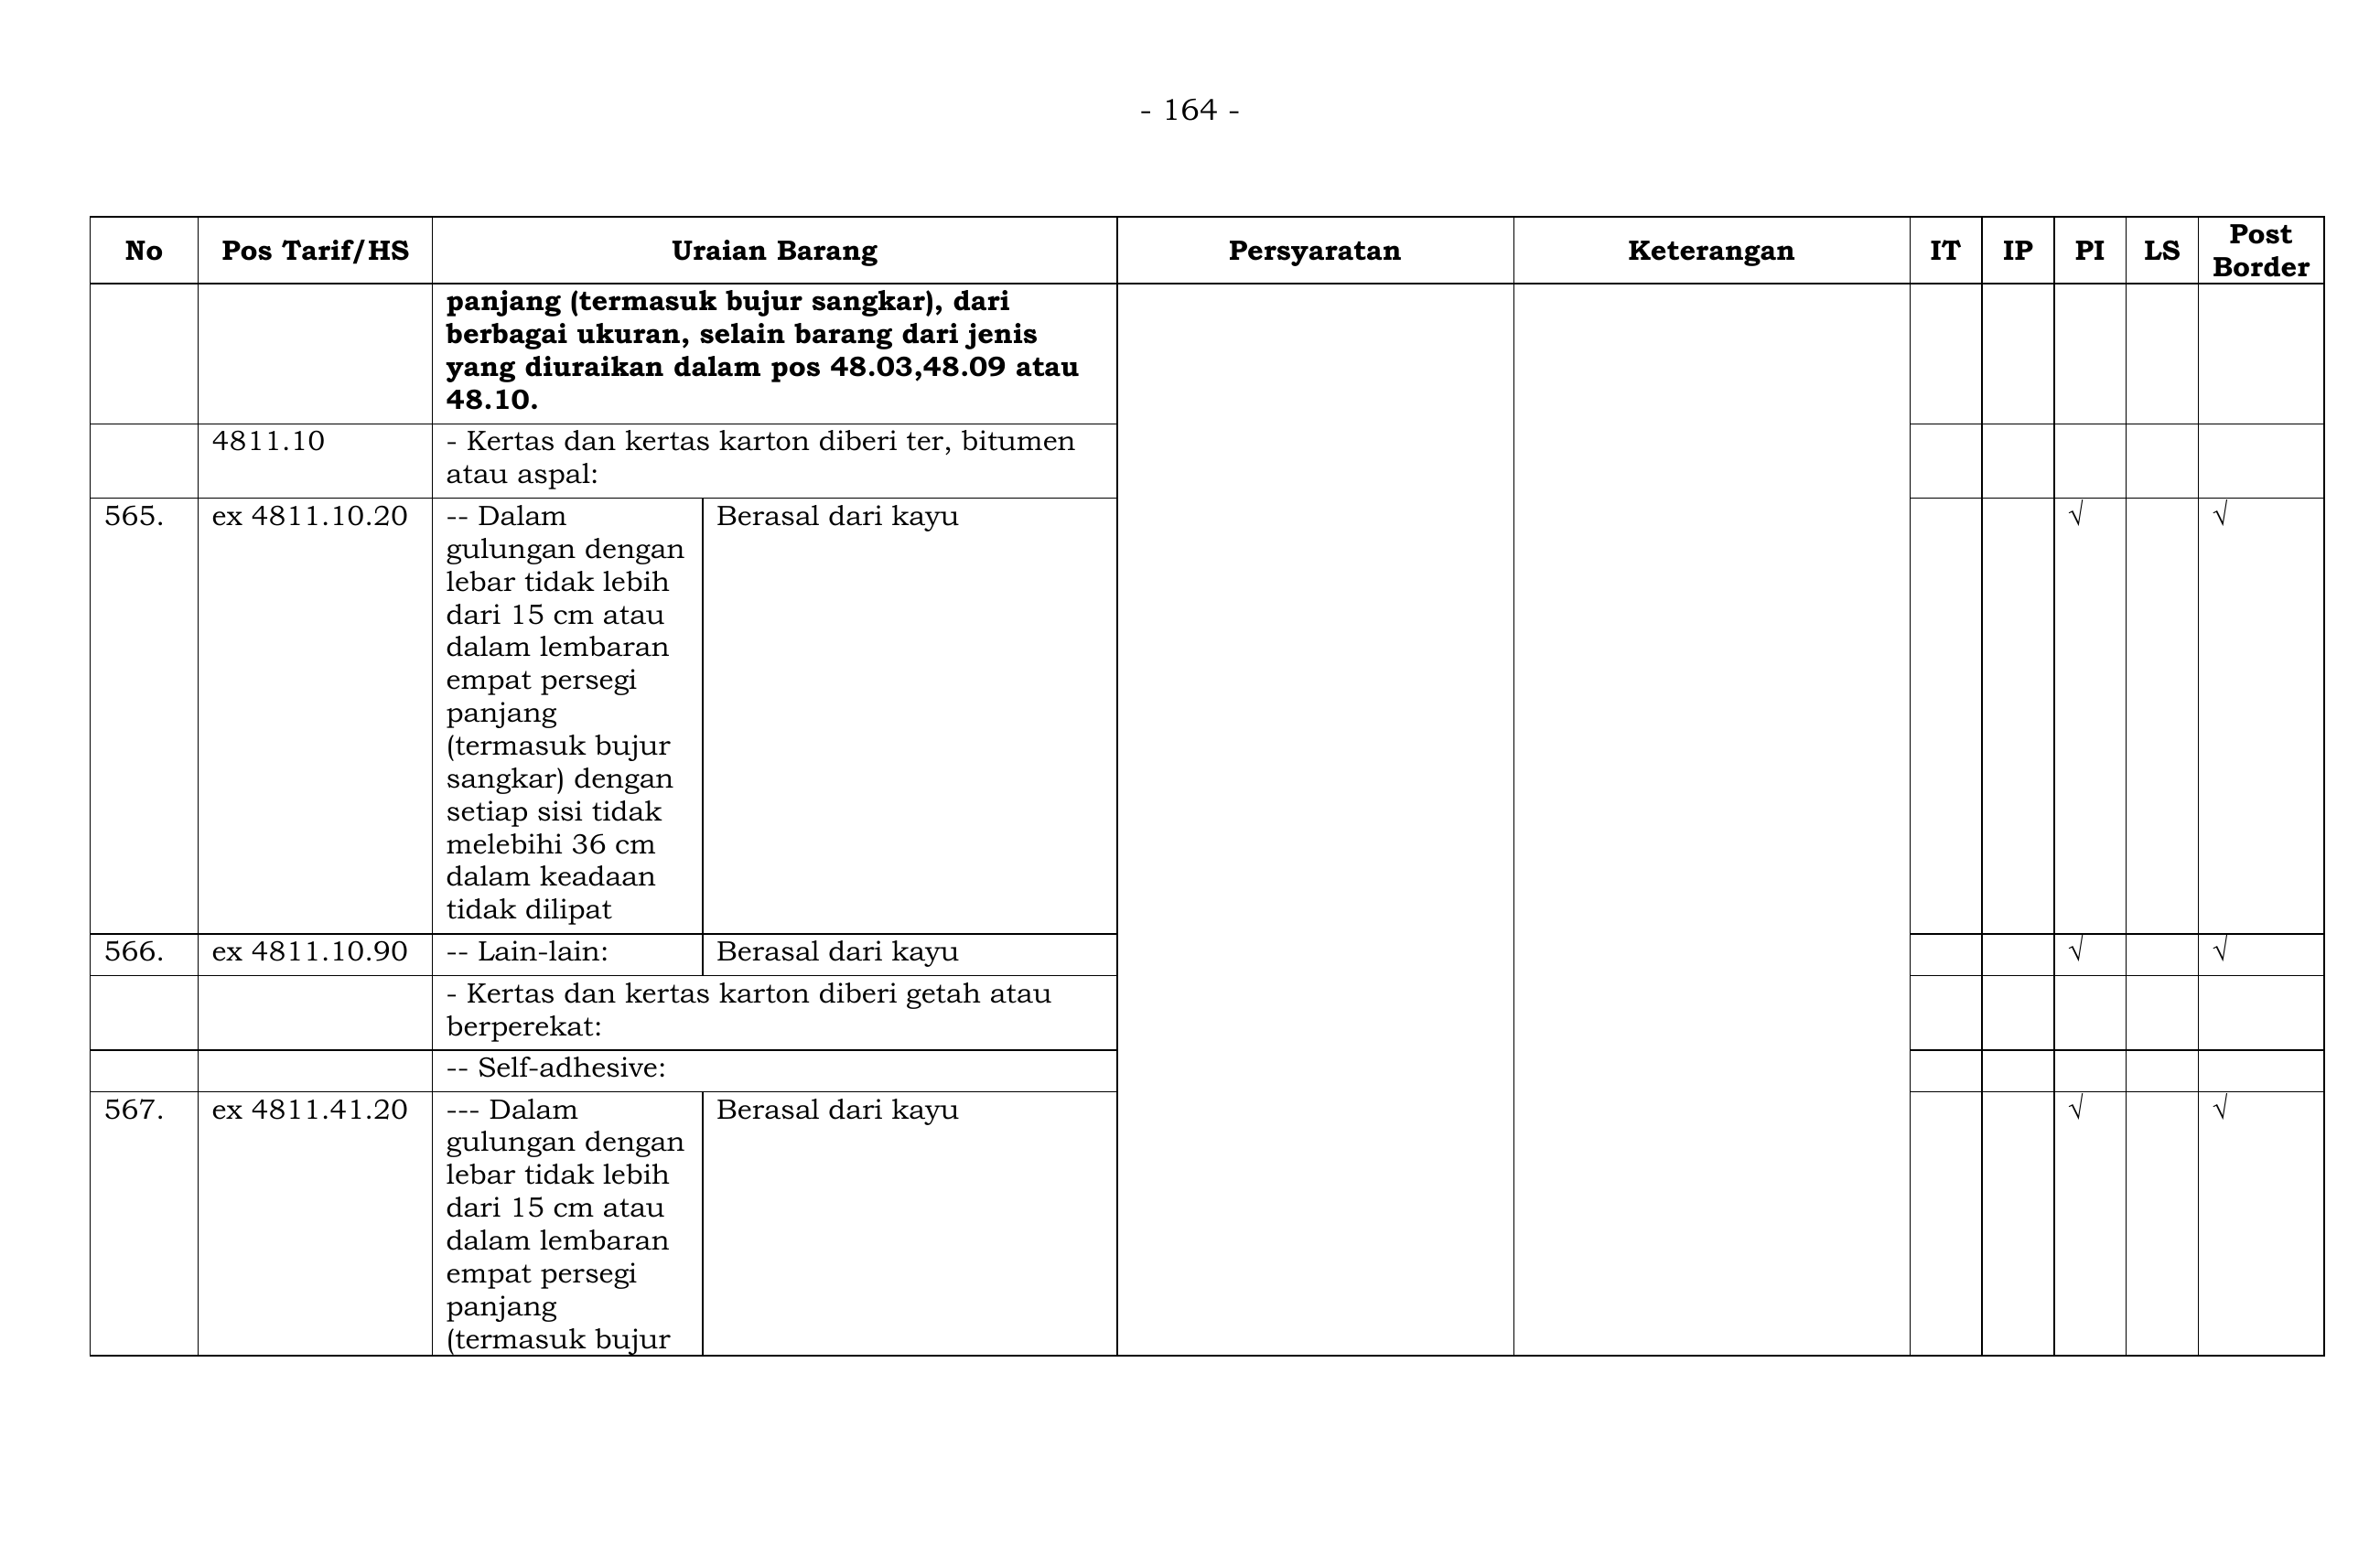 - 164 -
No Pos Tarif/HS Uraian Barang Persyaratan Keterangan IT IP PI LS Post Border
panjang (termasuk bujur sangkar), dari
berbagai ukuran, selain barang dari jenis
yang diuraikan dalam pos 48.03,48.09 atau
48.10.
4811.10 - Kertas dan kertas karton diberi ter, bitumen
atau aspal:
565. ex 4811.10.20 -- Dalam Berasal dari kayu √ √
gulungan dengan
lebar tidak lebih
dari 15 cm atau
dalam lembaran
empat persegi
panjang
(termasuk bujur
sangkar) dengan
setiap sisi tidak
melebihi 36 cm
dalam keadaan
tidak dilipat
566. ex 4811.10.90 -- Lain-lain: Berasal dari kayu √ √
- Kertas dan kertas karton diberi getah atau
berperekat:
-- Self-adhesive:
567. ex 4811.41.20 --- Dalam Berasal dari kayu √ √
gulungan dengan
lebar tidak lebih
dari 15 cm atau
dalam lembaran
empat persegi
panjang
(termasuk bujur